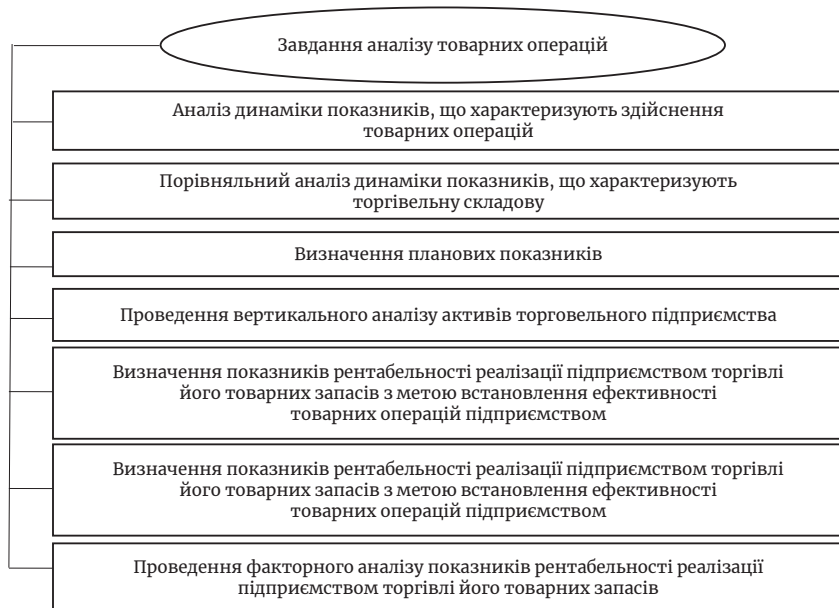 Завдання аналізу товарних операцій
Аналіз динаміки показників, що характеризують здійснення
товарних операцій
Порівняльний аналіз динаміки показників, що характеризують
торгівельну складову
Визначення планових показників
Проведення вертикального аналізу активів торговельного підприємства
Визначення показників рентабельності реалізації підприємством торгівлі
його товарних запасів з метою встановлення ефективності
товарних операцій підприємством
Визначення показників рентабельності реалізації підприємством торгівлі
його товарних запасів з метою встановлення ефективності
товарних операцій підприємством
Проведення факторного аналізу показників рентабельності реалізації
підприємством торгівлі його товарних запасів